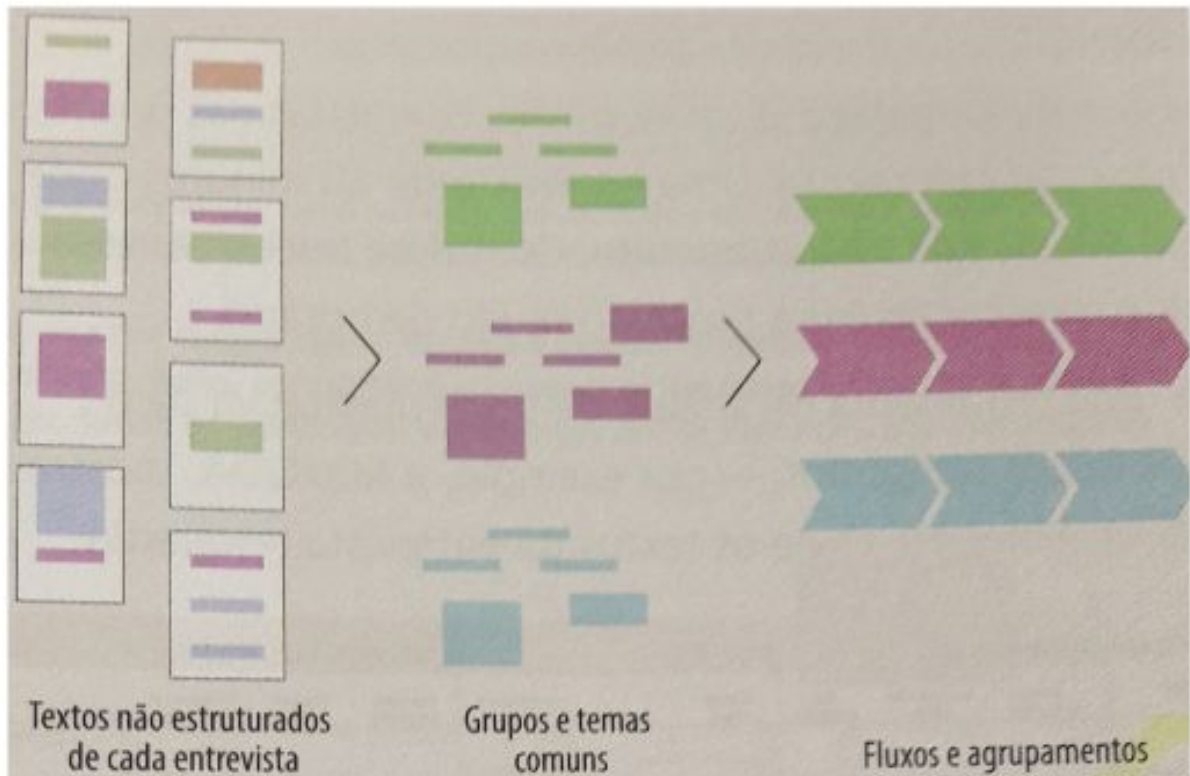 Textos não estruturados
de cada entrevista
Grupos e temas
comuns
Fluxos e agrupamentos